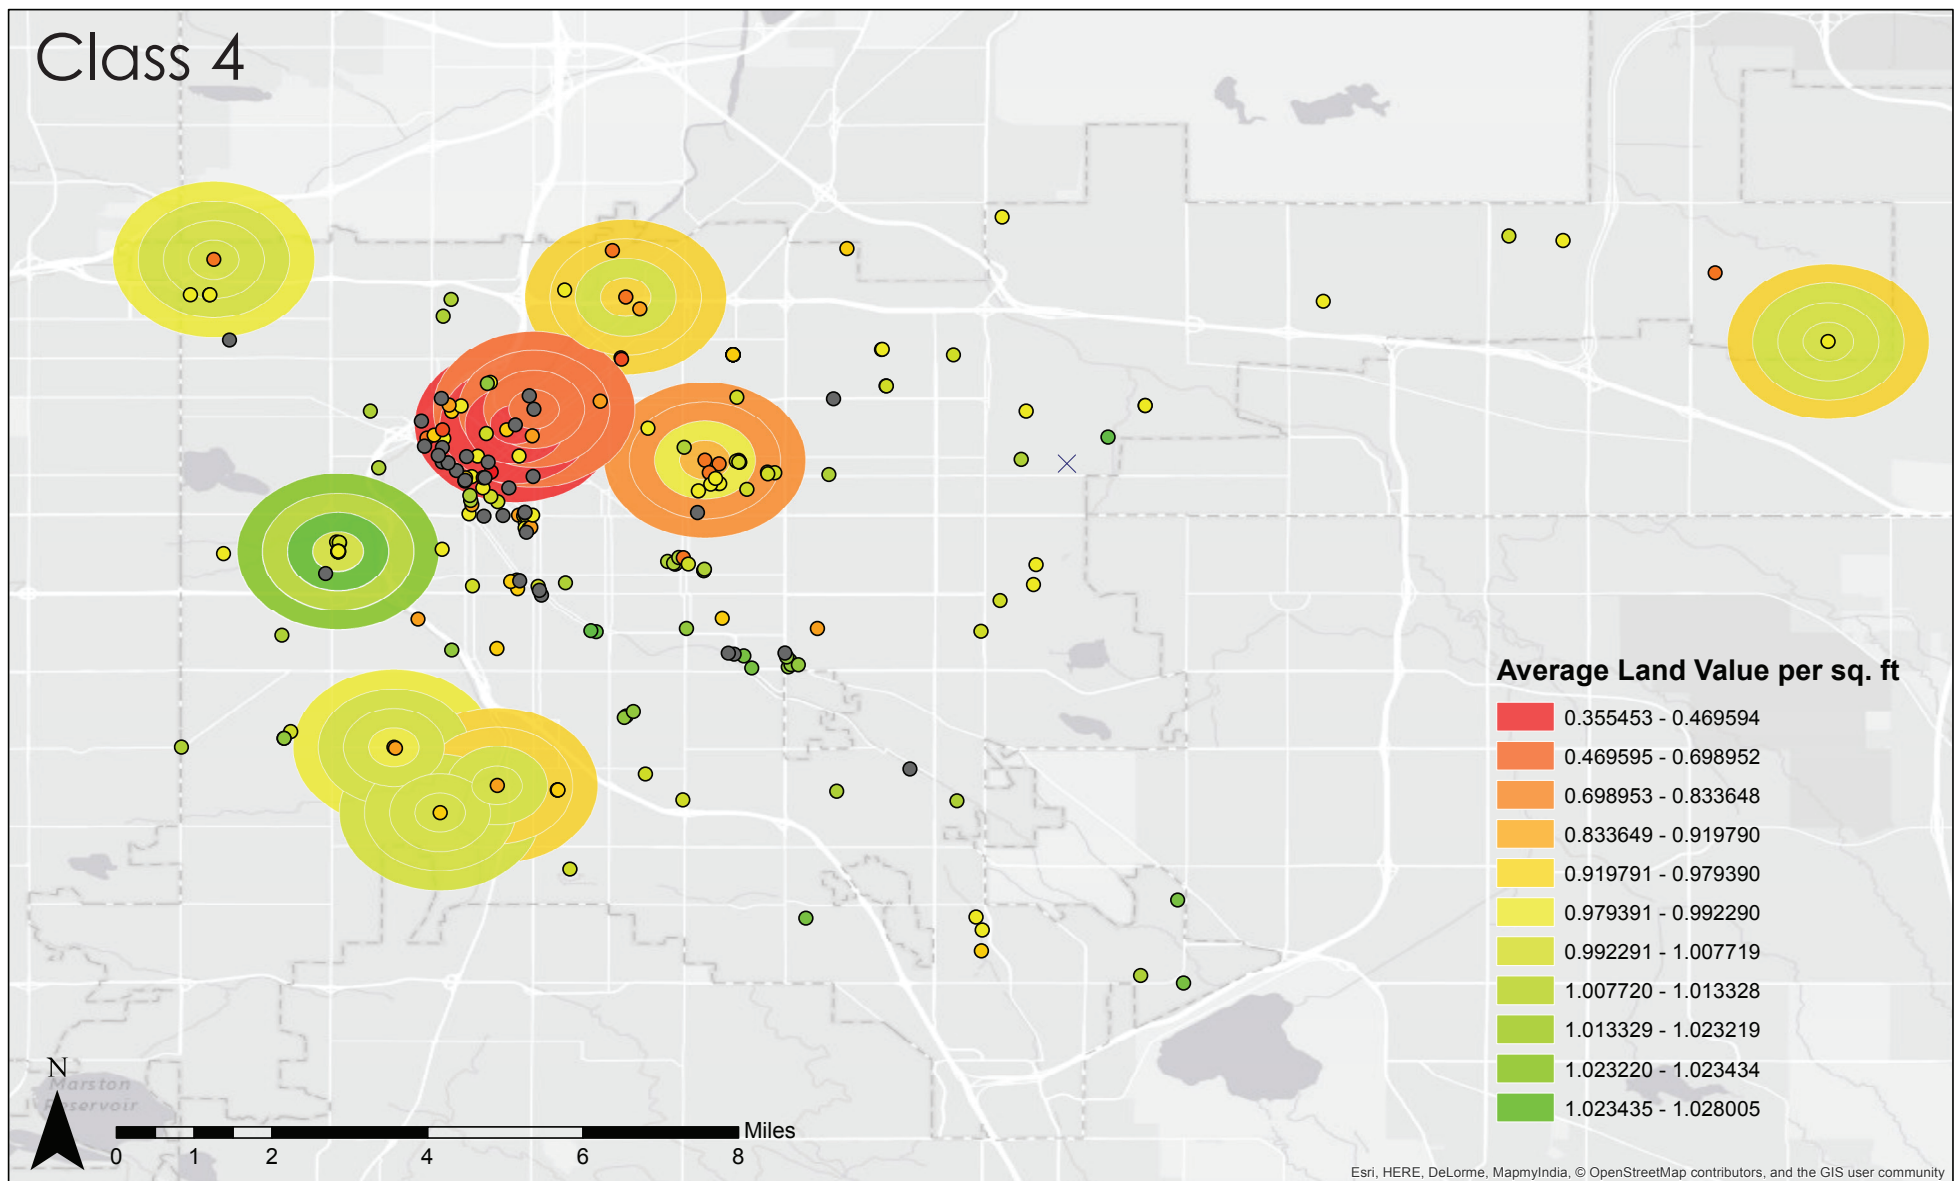 Class 4
Average Land Value per sq. ft
0.355453 - 0.469594
0.469595 - 0.698952
0.698953 - 0.833648
0.833649 - 0.919790
0.919791 - 0.979390
0.979391 - 0.992290
0.992291 - 1.007719
1.007720 - 1.013328
1.013329 - 1.023219
1.023220 - 1.023434
1.023435 - 1.028005
N
Marston
Reservoir
Miles
0 1 2 4 6 8
Esri, HERE, DeLorme, MapmyIndia, © OpenStreetMap contributors, and the GIS user community